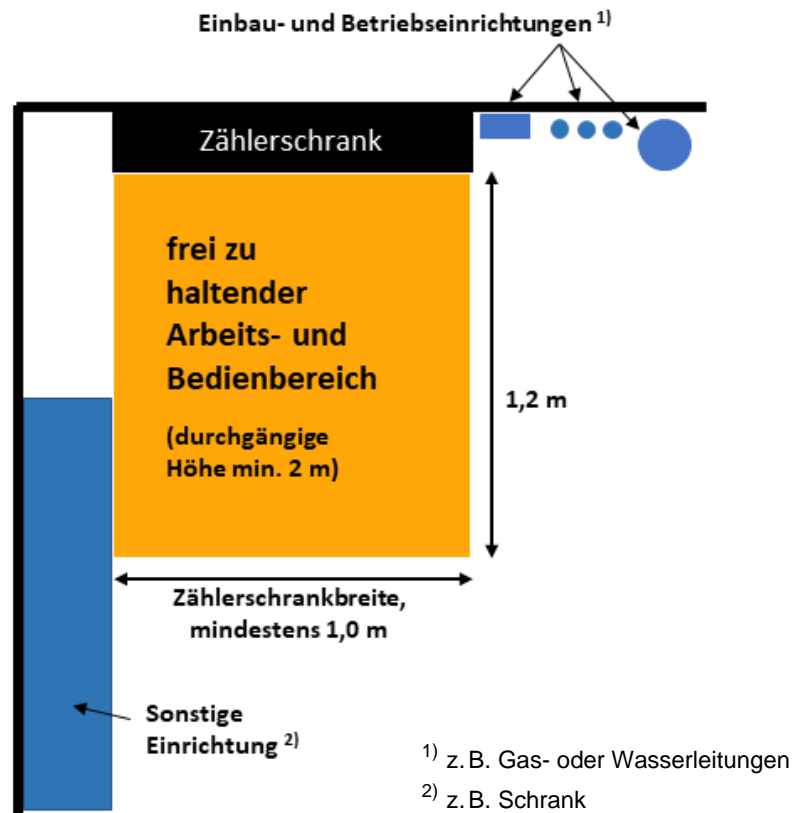 Einbau- und Betriebseinrichtungen 1)
Zählerschrank
frei zu
haltender
Arbeits- und
Bedienbereich
(durchgängige
Höhe min. 2 m)
1,2 m
Zählerschrankbreite,
mindestens 1,0 m
Sonstige
Einrichtung 2)
1) z.B. Gas- oder Wasserleitungen
2) z.B. Schrank